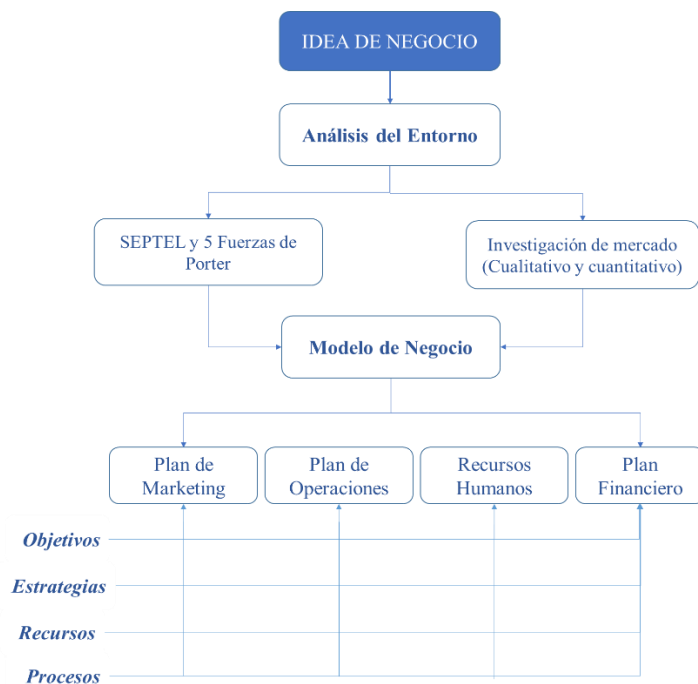 IDEA DE NEGOCIO
Análisis del Entorno
SEPTEL y 5 Fuerzas de
Porter
Investigación de mercado
(Cualitativo y cuantitativo)
Modelo de Negocio
Plan de
Marketing
Plan de
Operaciones
Recursos
Humanos
Plan
Financiero
Objetivos
Estrategias
Recursos
Procesos